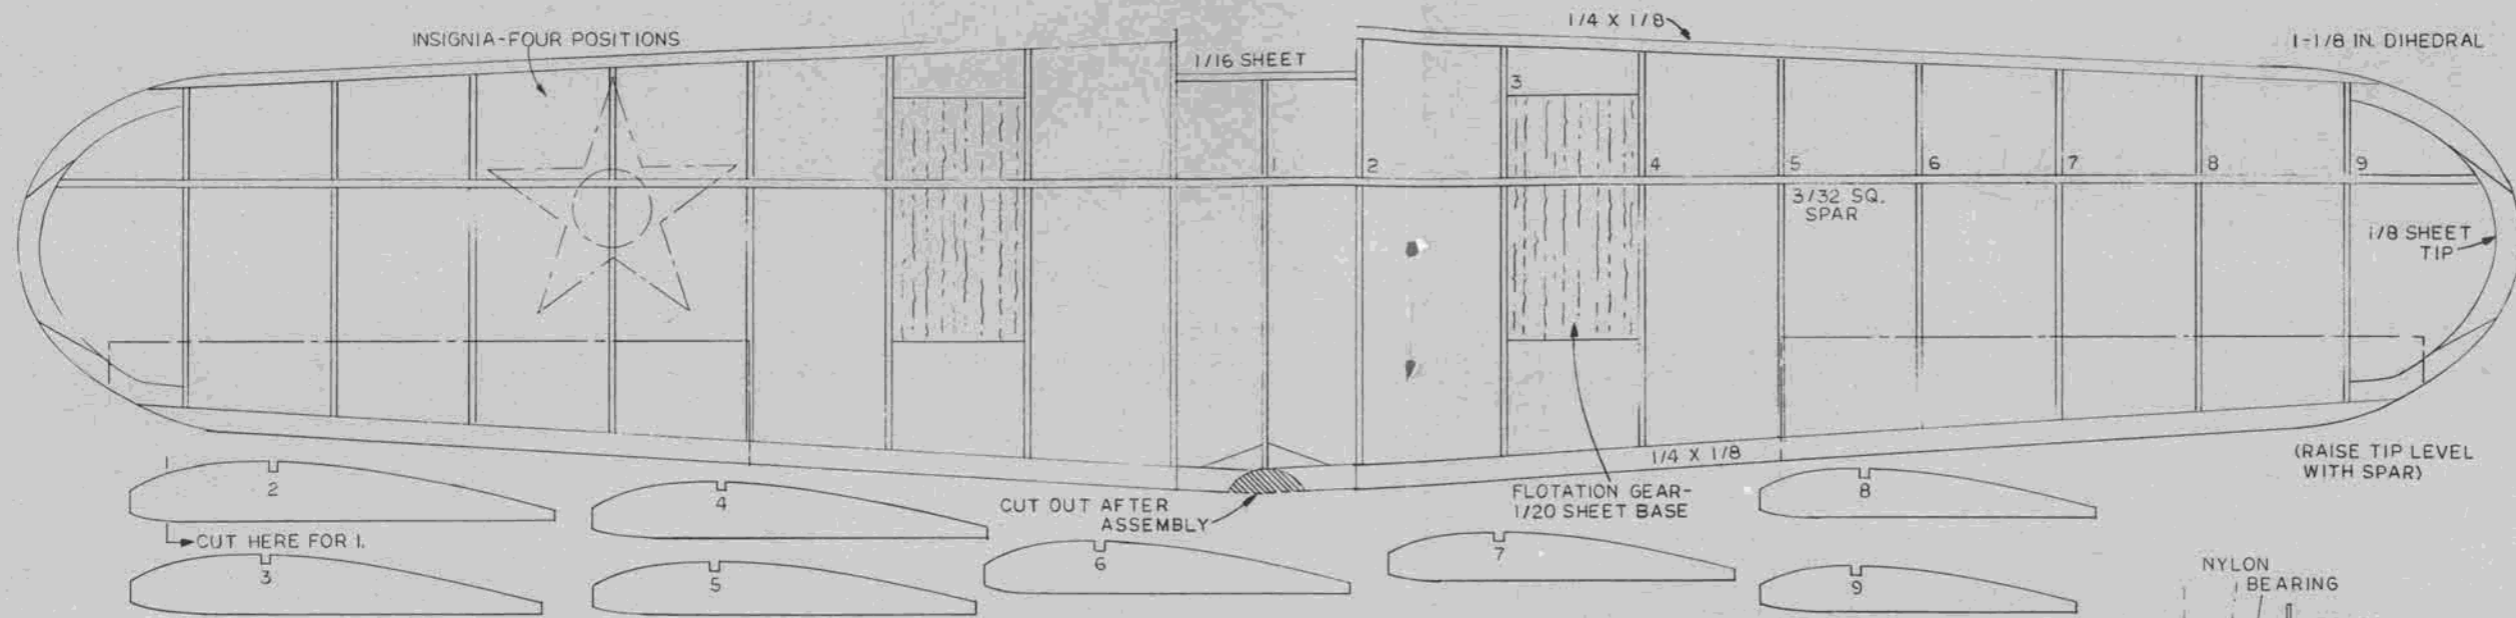 INSIGNIA-FOUR POSITIONS
1/16 SHEET
1/4 X 1/8
1-1/8 IN. DIHEDRAL
1
2
3
4
5
6
7
8
9
3/32 SQ.
SPAR
1/8 SHEET
TIP
1/4 X 1/8
(RAISE TIP LEVEL
WITH SPAR)
CUT OUT AFTER
ASSEMBLY
FLOTATION GEAR-
1/20 SHEET BASE
2
CUT HERE FOR 1.
3
4
5
6
7
8
9
NYLON
BEARING